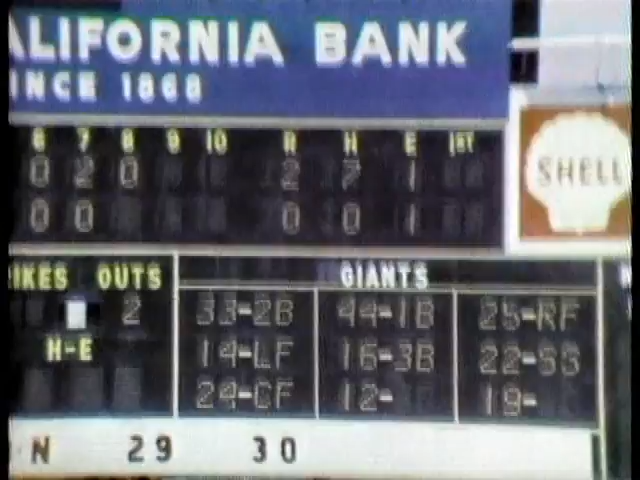 ALIFORNIA BANK
INCE 1868
6 7 8 9 10 R H E 1ST
0 2 0 2 7 1
0 0 0 0 1
SHELL
IKES OUTS
2
H-E
GIANTS
33-2B 44-1B 25-RF
14-LF 16-3B 22-SS
24-CF 12- 19-
N 29 30